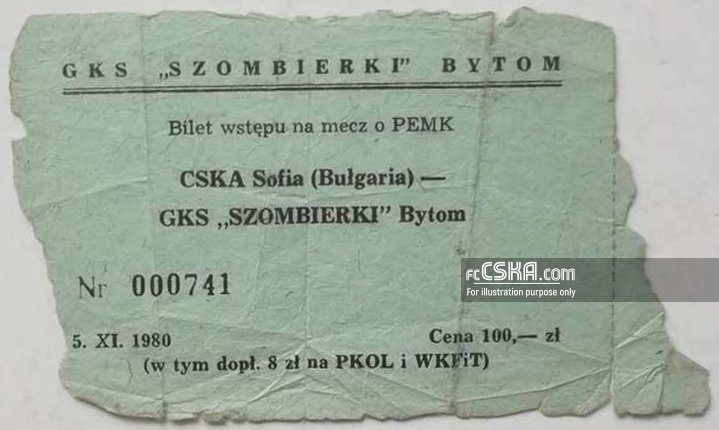 GKS „SZOMBIERKI" BYTOM
Bilet wstępu na mecz o PEMK
CSKA Sofia (Bułgaria) —
GKS „SZOMBIERKI" Bytom
fcCSKA.com
For illustration purpose only
Nr 000741
5. XI. 1980 Cena 100,— zł
(w tym dopł. 8 zł na PKOL i WKFiT)